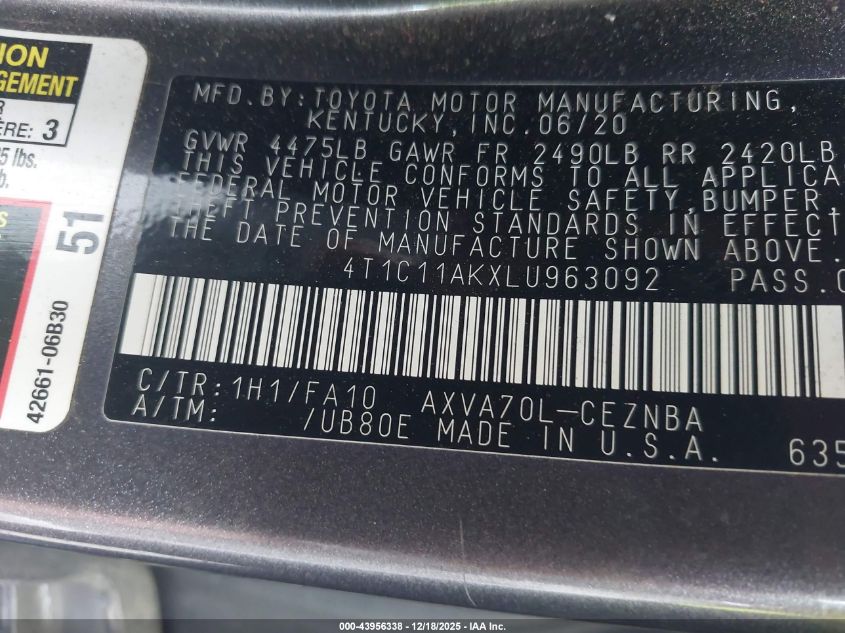 ION
GEMENT
ERE: 3
5 lbs.
b.
51
42661-06B30
MFD.BY:TOYOTA MOTOR MANUFACTURING,
KENTUCKY,INC.06/20
GVWR 4475LB GAWR FR 2490LB RR 2420LB
THIS VEHICLE CONFORMS TO ALL APPLICA
FEDERAL MOTOR VEHICLE SAFETY,BUMPER,
THEFT PREVENTION STANDARDS IN EFFECT
THE DATE OF MANUFACTURE SHOWN ABOVE.
4T1C11AKXLU963092 PASS.
C/TR:1H1/FA10 AXVA70L-CEZNBA
A/TM: /UB80E MADE IN U.S.A. 635
000-43956338 - 12/18/2025 - IAA Inc.